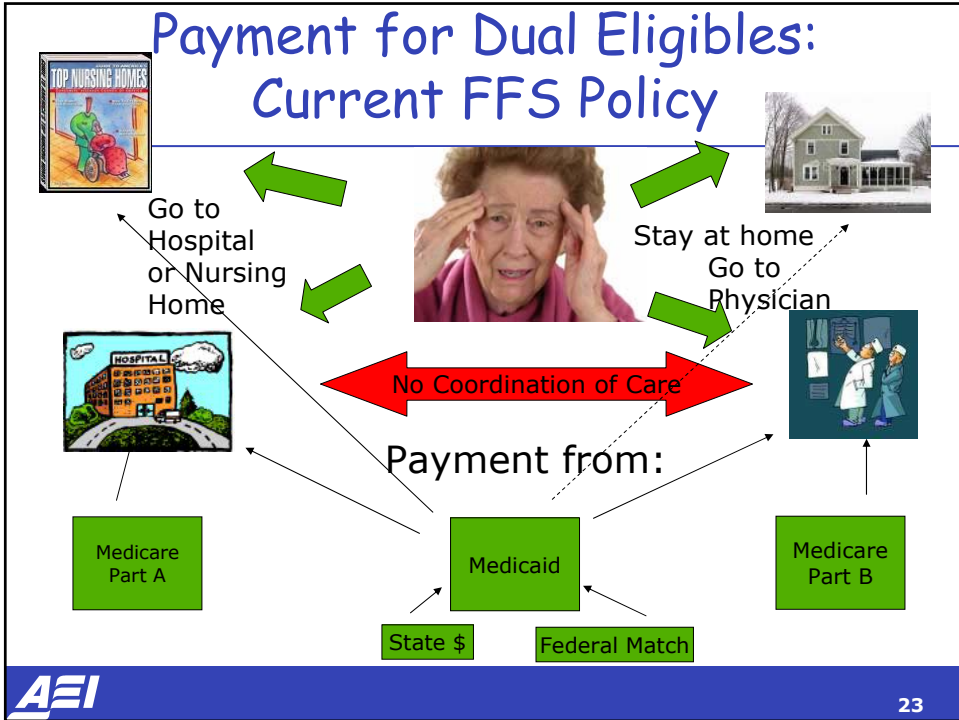 Payment for Dual Eligibles:
Current FFS Policy
TOP NURSING HOMES
Go to
Hospital
or Nursing
Home
Stay at home
Go to
Physician
HOSPITAL
No Coordination of Care
Payment from:
Medicare
Part A
Medicaid
Medicare
Part B
State $
Federal Match
AEI
23